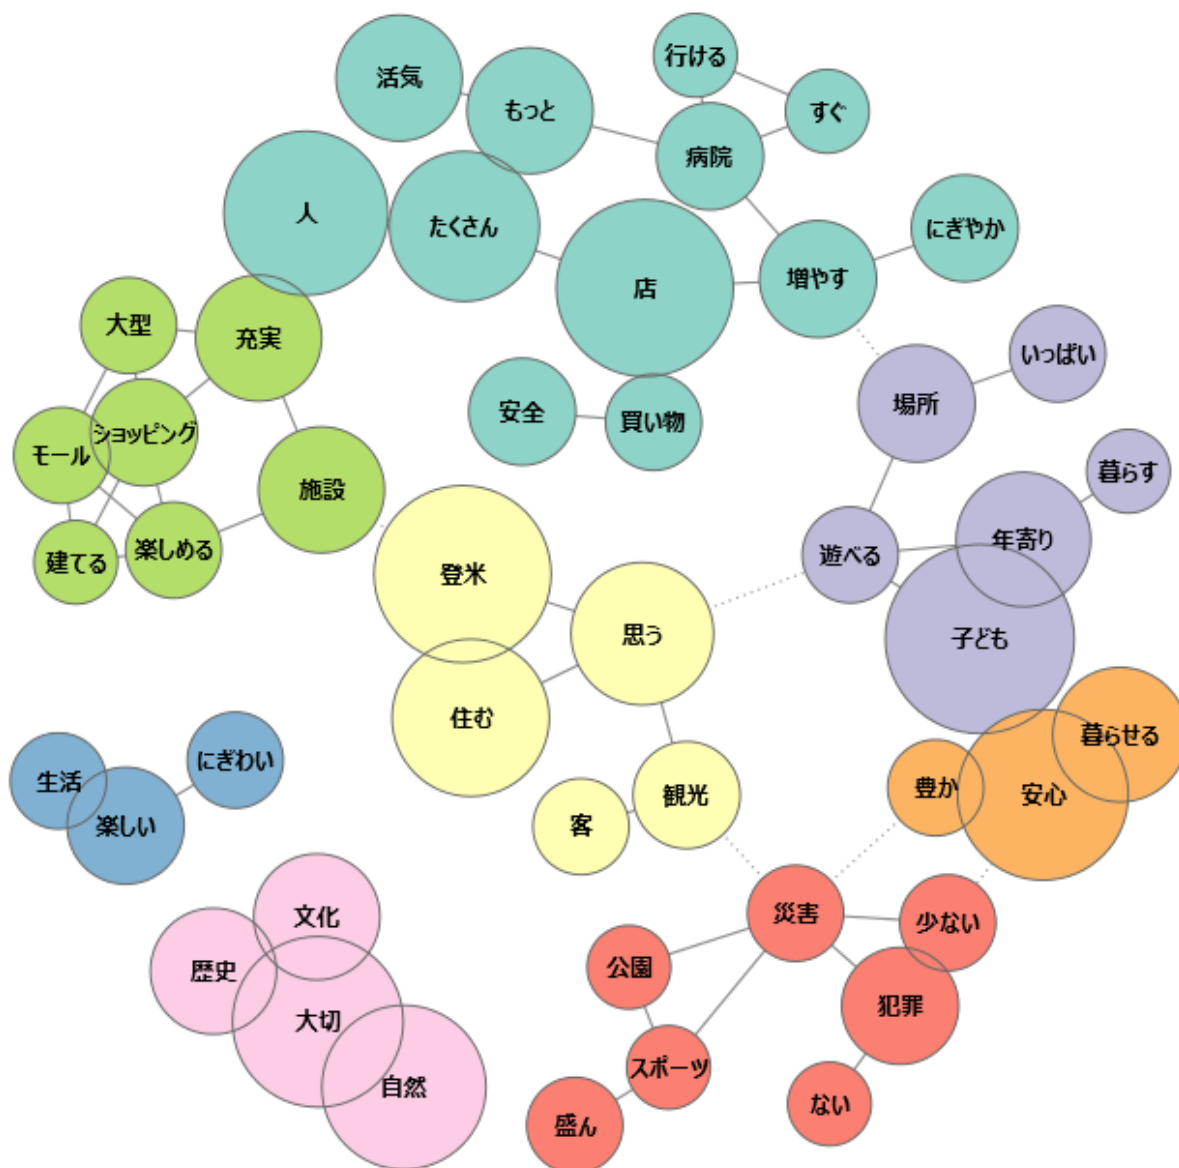 活気
もっと
行ける
すぐ
病院
人
たくさん
にぎやか
店
増やす
大型
充実
いっぱい
場所
安全
買い物
ショッピング
モール
施設
暮らす
建てる
楽しめる
登米
遊べる
年寄り
思う
子ども
住む
暮らせる
にぎわい
生活
楽しい
観光
客
豊か
安心
文化
災害
少ない
歴史
公園
大切
犯罪
自然
スポーツ
盛ん
ない